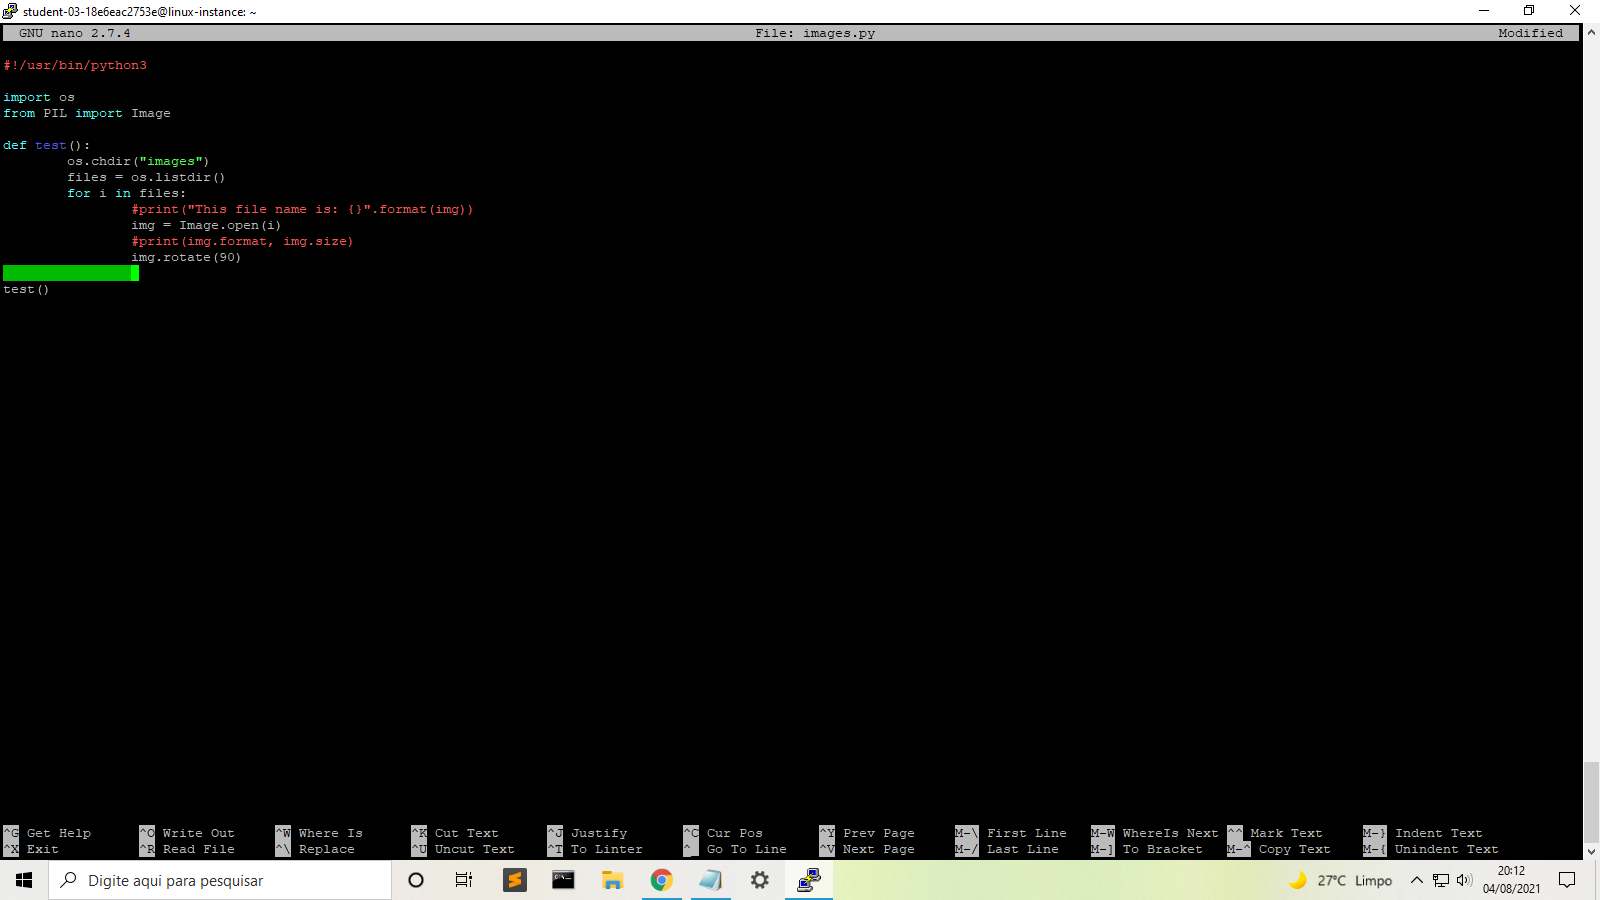 student-03-18e6eac2753e@linux-instance: ~
GNU nano 2.7.4 File: images.py Modified
#!/usr/bin/python3
import os
from PIL import Image
def test():
os.chdir("images")
files = os.listdir()
for i in files:
#print("This file name is: {}".format(img))
img = Image.open(i)
#print(img.format, img.size)
img.rotate(90)
test()
^G Get Help ^O Write Out ^W Where Is ^K Cut Text ^J Justify ^C Cur Pos ^Y Prev Page M-\ First Line M-W WhereIs Next ^^ Mark Text M-} Indent Text
^X Exit ^R Read File ^\ Replace ^U Uncut Text ^T To Linter ^_ Go To Line ^V Next Page M-/ Last Line M-] To Bracket M-^ Copy Text M-{ Unindent Text
Digite aqui para pesquisar
27°C Limpo
20:12
04/08/2021